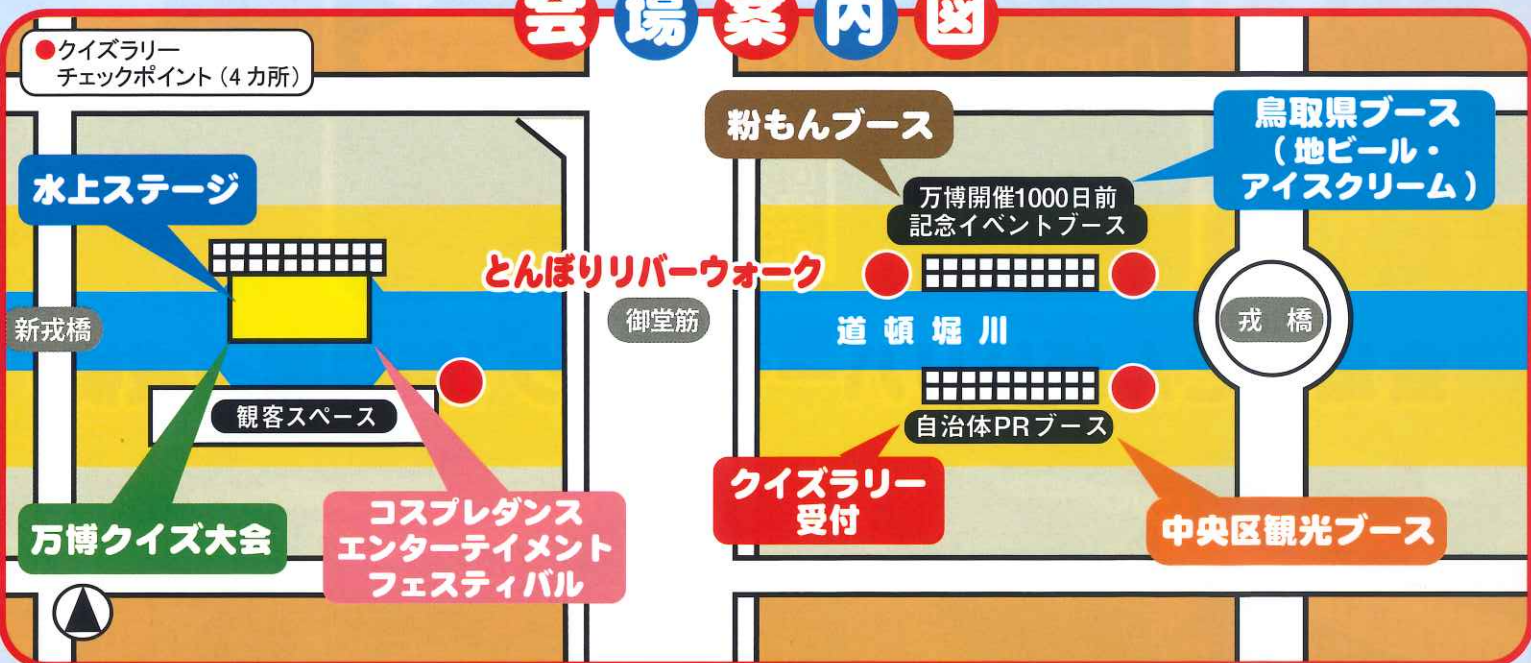 会場案内図
●クイズラリー
チェックポイント（4カ所）
水上ステージ
粉もんブース
鳥取県ブース
（地ビール・
アイスクリーム）
万博開催1000日前
記念イベントブース
とんぼりリバーウォーク
新戎橋
御堂筋
道頓堀川
戎橋
観客スペース
自治体PRブース
万博クイズ大会
コスプレダンス
エンターテイメント
フェスティバル
クイズラリー
受付
中央区観光ブース